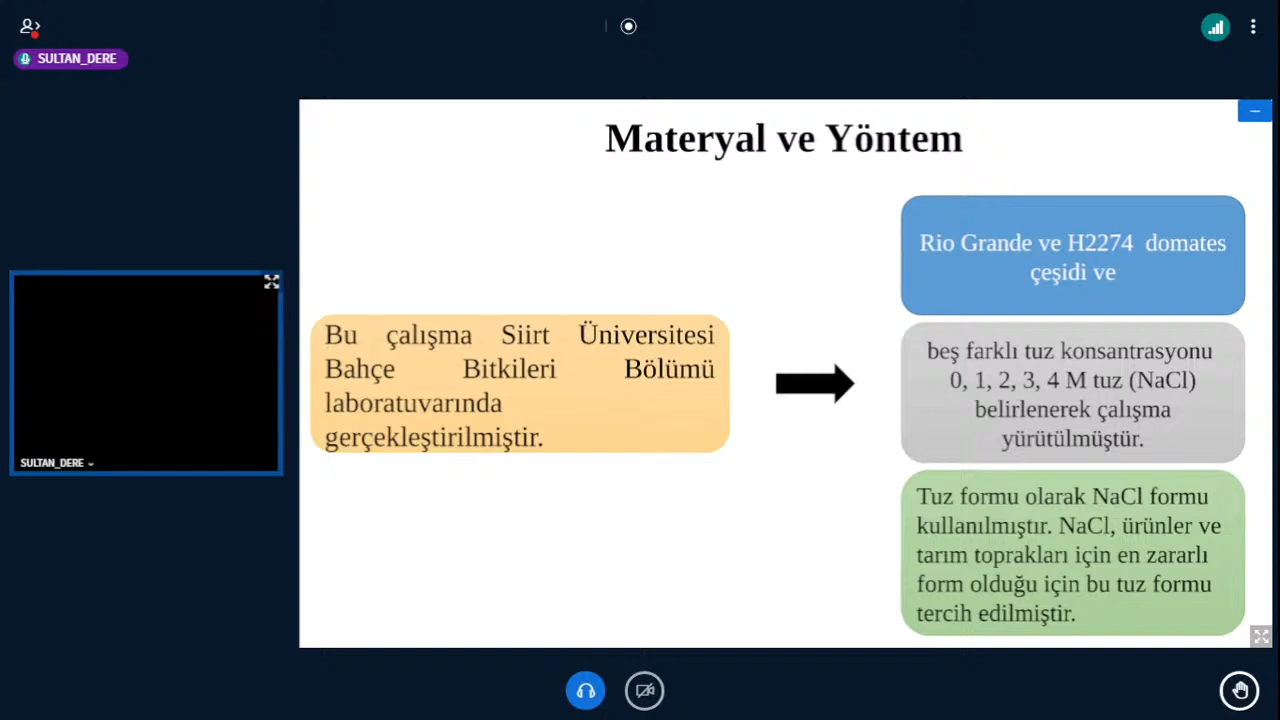 SULTAN_DERE
Materyal ve Yöntem
Rio Grande ve H2274 domates
çeşidi ve
Bu çalışma Siirt Üniversitesi
Bahçe Bitkileri Bölümü
laboratuvarında
gerçekleştirilmiştir.
beş farklı tuz konsantrasyonu
0, 1, 2, 3, 4 M tuz (NaCl)
belirlenerek çalışma
yürütülmüştür.
Tuz formu olarak NaCl formu
kullanılmıştır. NaCl, ürünler ve
tarım toprakları için en zararlı
form olduğu için bu tuz formu
tercih edilmiştir.
SULTAN_DERE